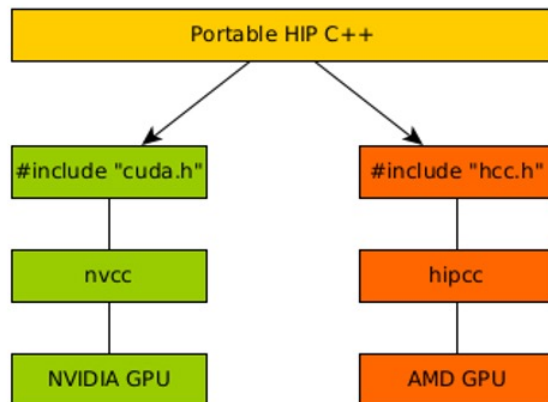 Portable HIP C++
#include "cuda.h"
#include "hcc.h"
nvcc
hipcc
NVIDIA GPU
AMD GPU